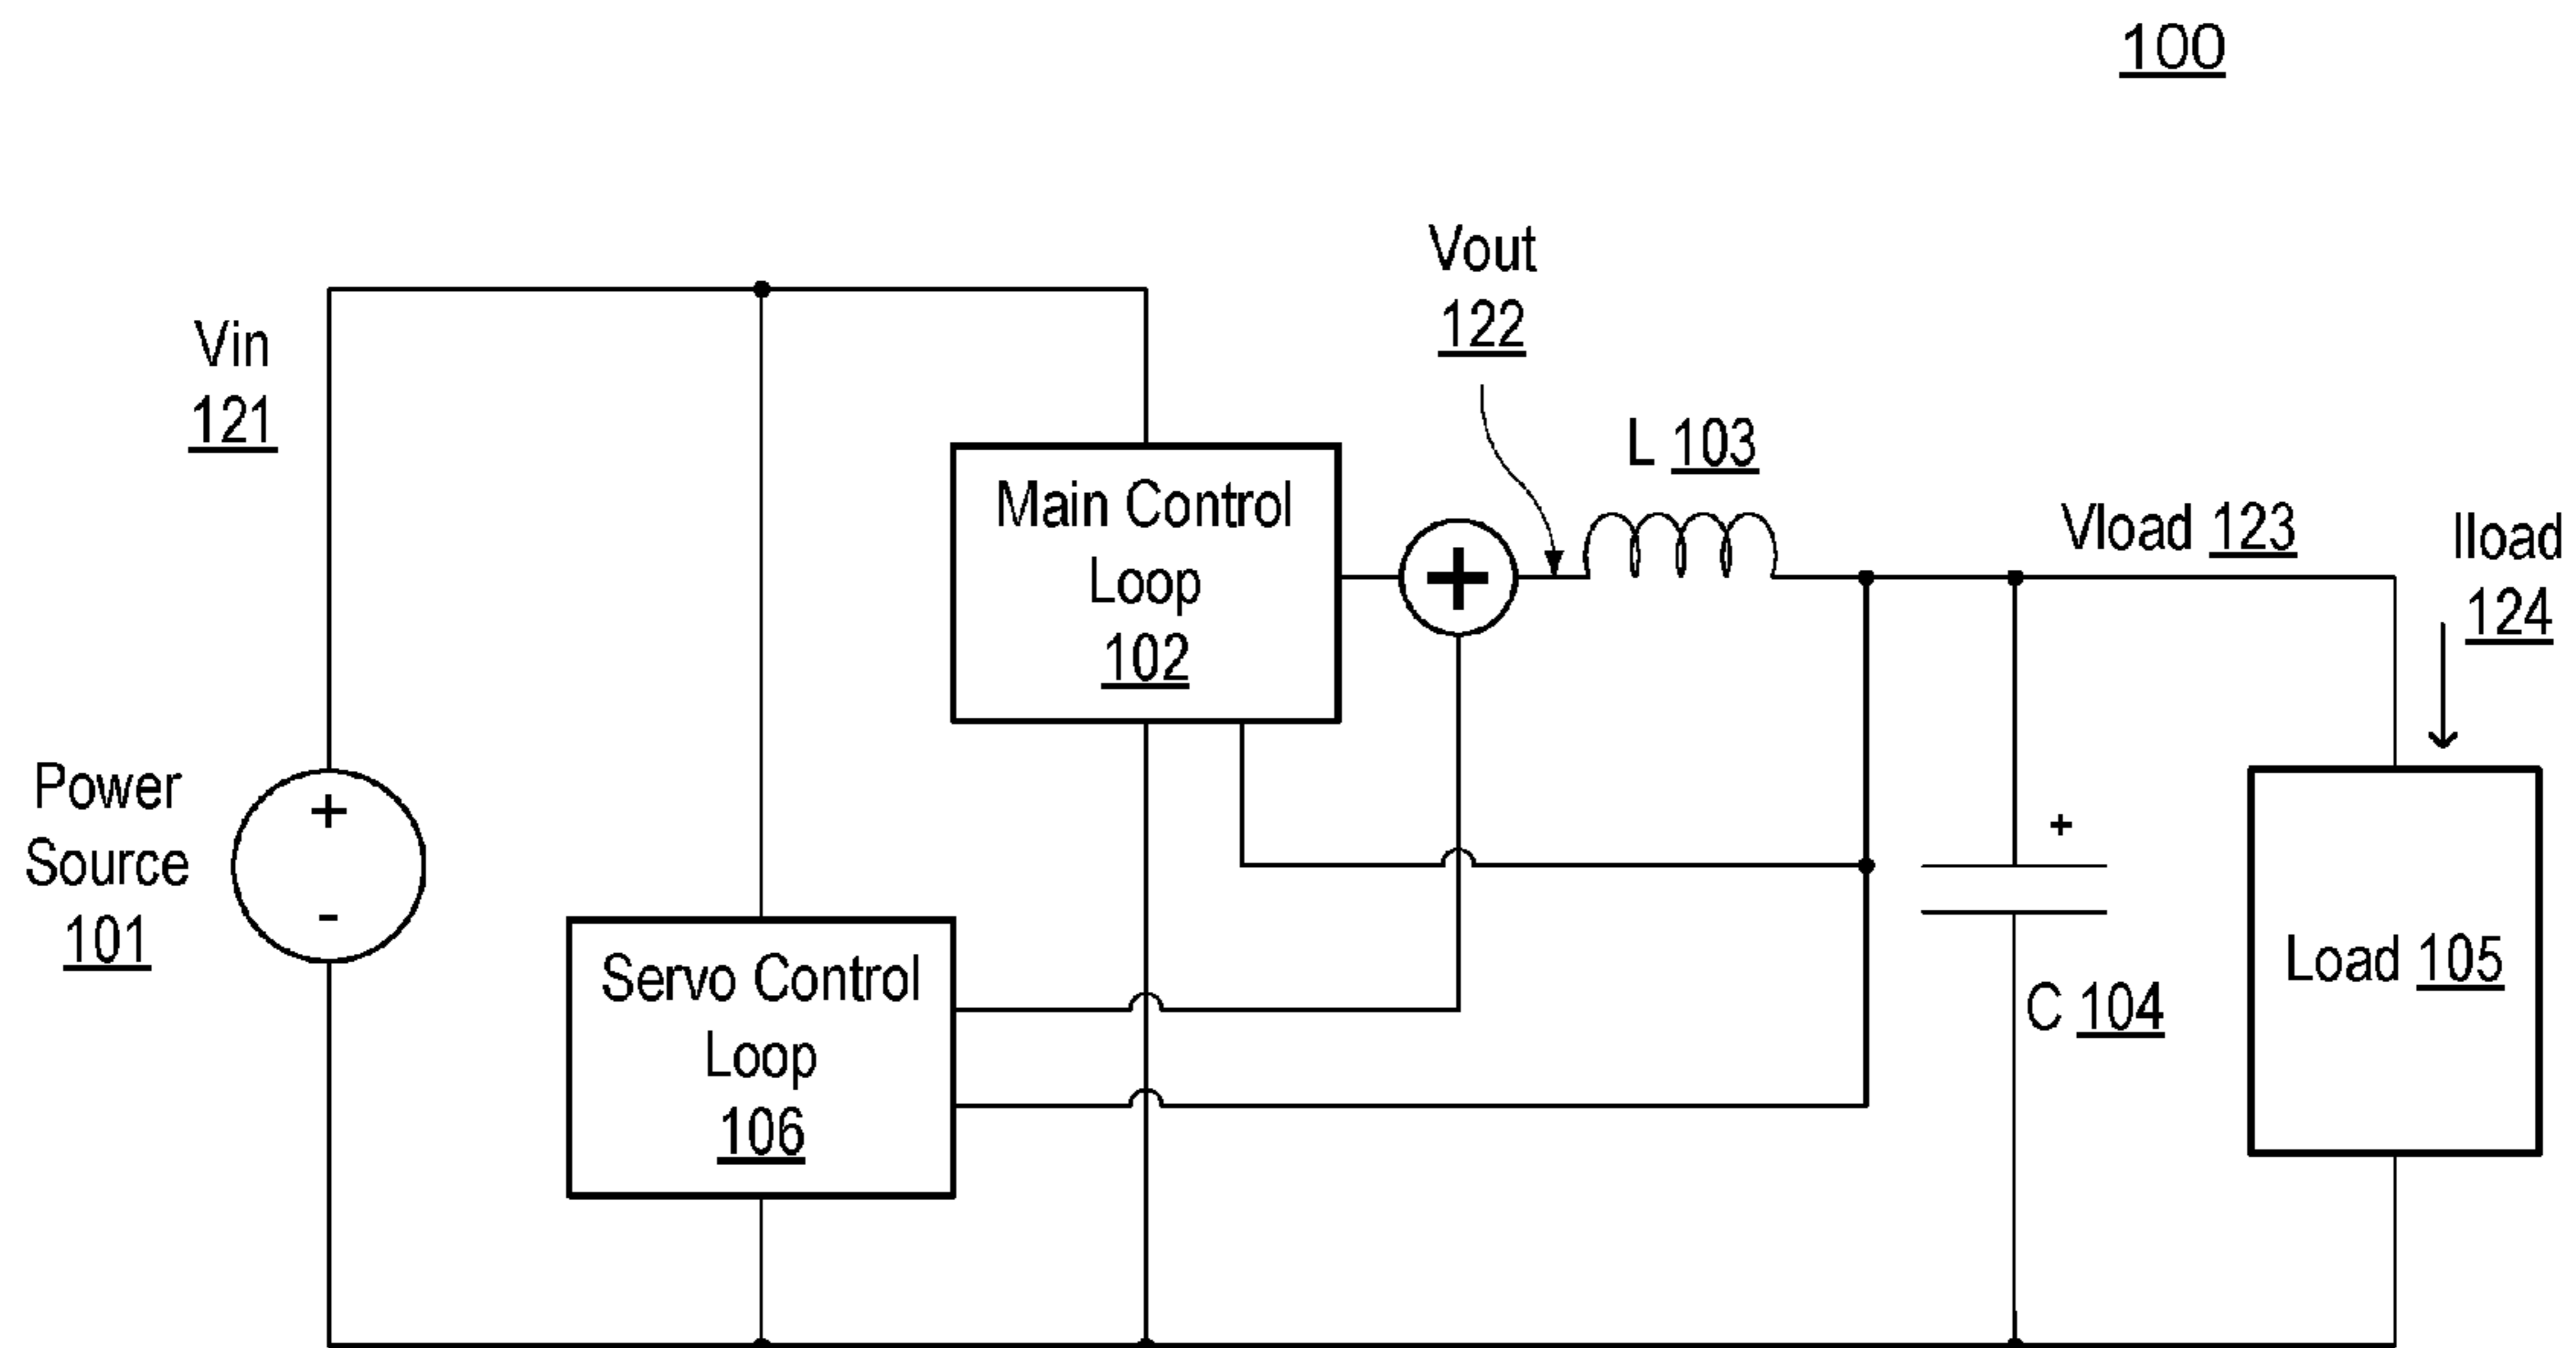 100
Vout
122
Vin
121
L 103
Main Control
Loop
102
+
Vload 123
Iload
124
Power
Source
101
+
-
+
Servo Control
Loop
106
Load 105
C 104